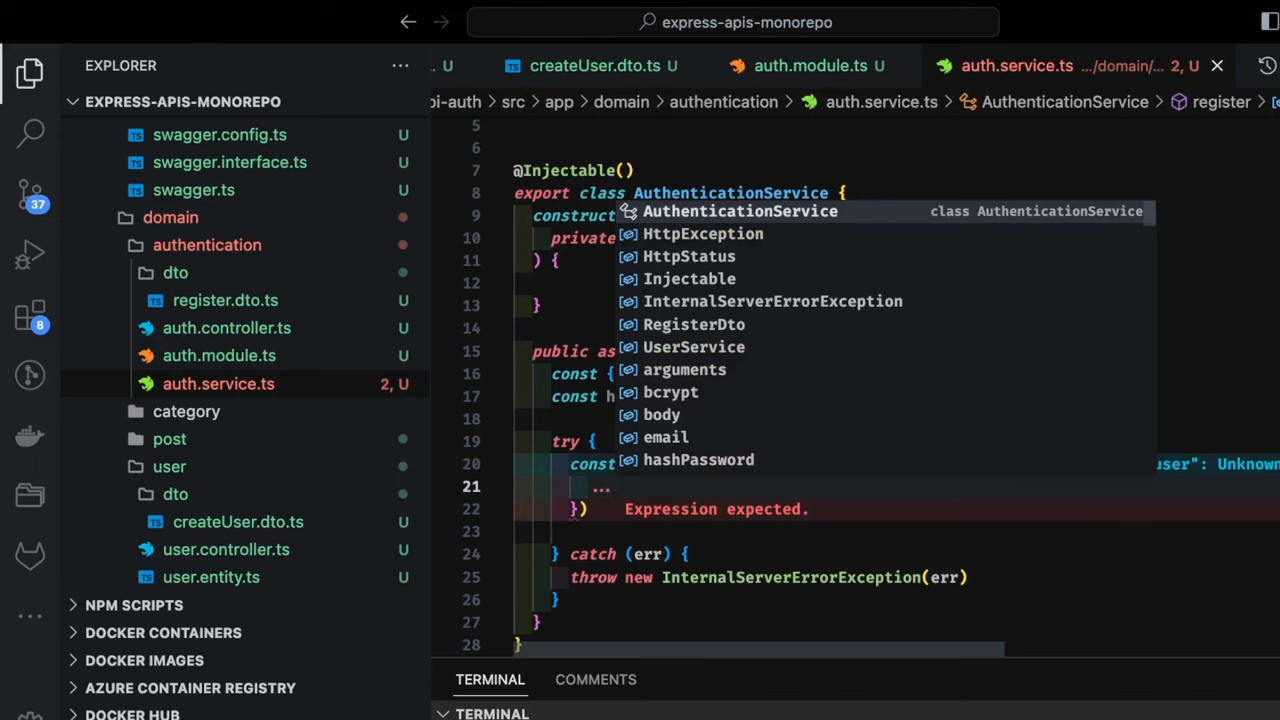 express-apis-monorepo
EXPLORER
U
createUser.dto.ts U
auth.module.ts U
auth.service.ts .../domain/... 2, U
EXPRESS-APIS-MONOREPO
pi-auth > src > app > domain > authentication > auth.service.ts > AuthenticationService > register >
swagger.config.ts U
swagger.interface.ts U
swagger.ts U
domain
authentication
dto
register.dto.ts U
auth.controller.ts U
auth.module.ts U
auth.service.ts 2, U
category
post
user
dto
createUser.dto.ts U
user.controller.ts U
user.entity.ts U
NPM SCRIPTS
DOCKER CONTAINERS
DOCKER IMAGES
AZURE CONTAINER REGISTRY
DOCKER HUB
37
8
5
6
7 @Injectable()
8 export class AuthenticationService {
9 construct
10 private
11 ) {
12
13 }
14
15 public as
16 const {
17 const h
18
19 try {
20 const
21 ...
22 }) Expression expected.
23
24 } catch (err) {
25 throw new InternalServerErrorException(err)
26 }
27 }
28 }
AuthenticationService class AuthenticationService
HttpException
HttpStatus
Injectable
InternalServerErrorException
RegisterDto
UserService
arguments
bcrypt
body
email
hashPassword
user": Unknown
TERMINAL
COMMENTS
TERMINAL